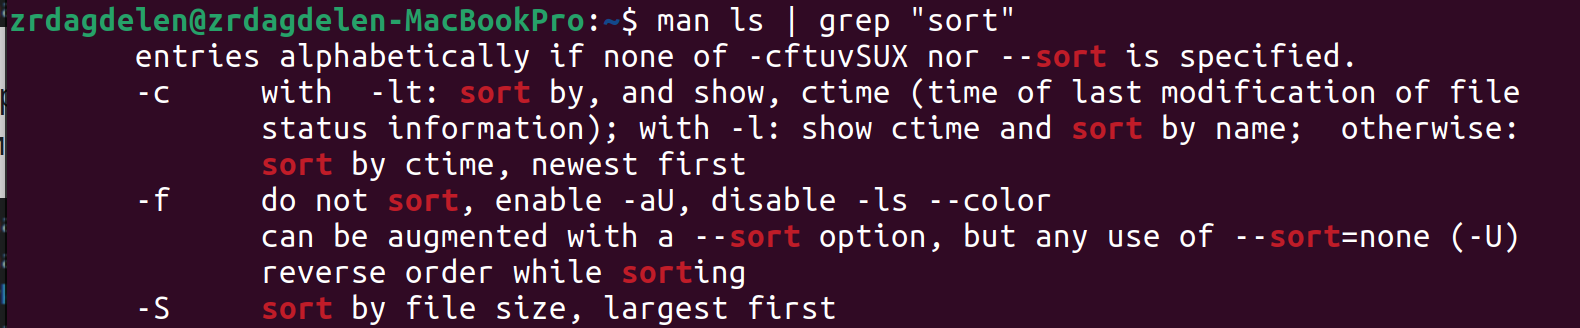 zrdagdelen@zrdagdelen-MacBookPro:~$ man ls | grep "sort"
entries alphabetically if none of -cftuvSUX nor --sort is specified.
-c     with  -lt: sort by, and show, ctime (time of last modification of file
status information); with -l: show ctime and sort by name;  otherwise:
sort by ctime, newest first
-f     do not sort, enable -aU, disable -ls --color
can be augmented with a --sort option, but any use of --sort=none (-U)
reverse order while sorting
-S     sort by file size, largest first